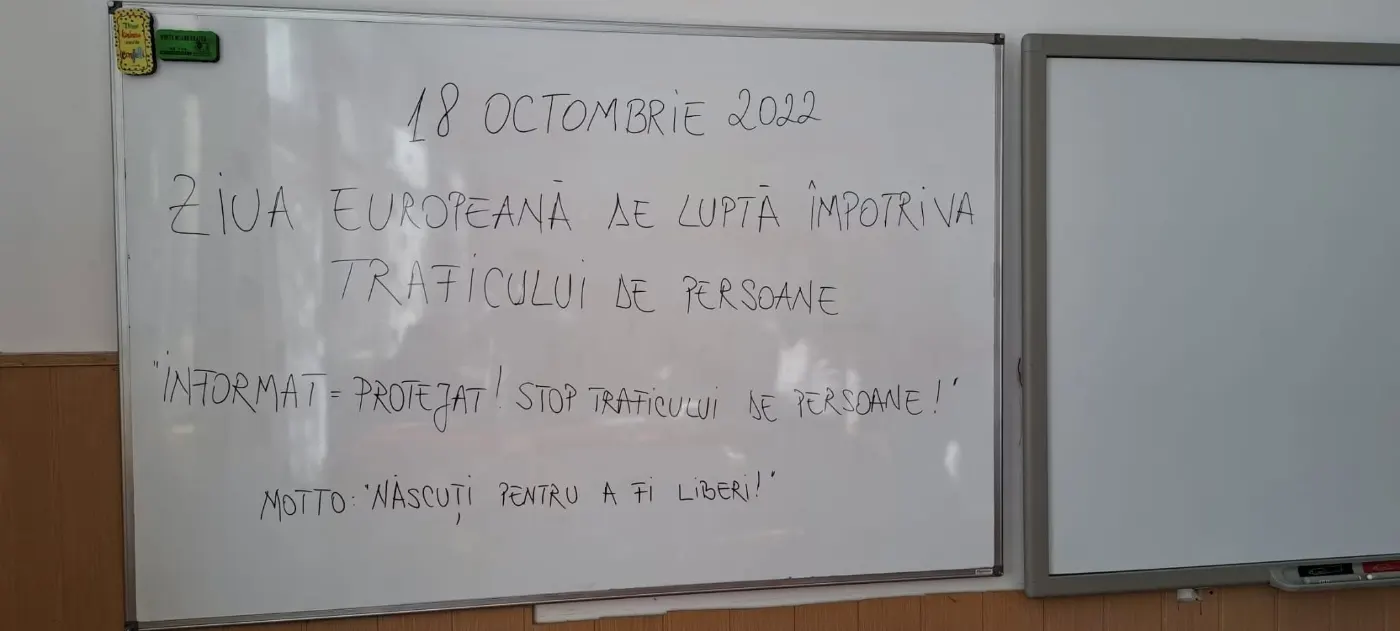 18 OCTOMBRIE 2022
ZIUA EUROPEANĂ DE LUPTĂ ÎMPOTRIVA
TRAFICULUI DE PERSOANE
"INFORMAT = PROTEJAT! STOP TRAFICULUI DE PERSOANE!"
MOTTO: "NĂSCUȚI PENTRU A FI LIBERI!"